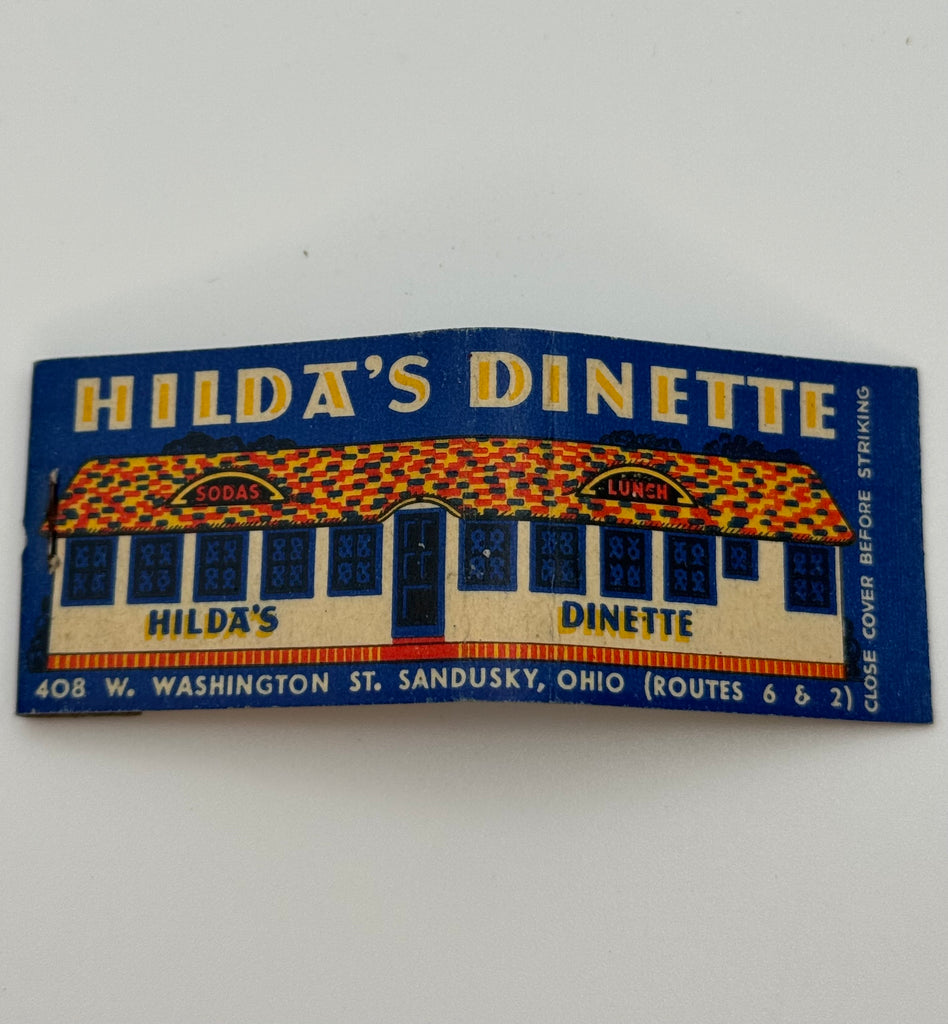 HILDA'S DINETTE
SODAS
LUNCH
HILDA'S DINETTE
408 W. WASHINGTON ST. SANDUSKY, OHIO (ROUTES 6 & 2)
CLOSE COVER BEFORE STRIKING